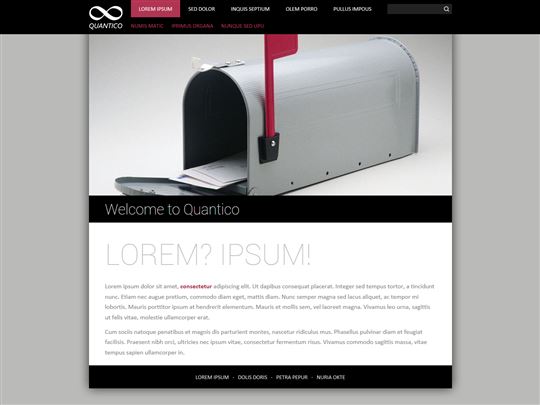 QUANTICO
LOREM IPSUM SED DOLOR INQUIS SEPTIUM OLEM PORRO PULLUS IMPOUS
NUMIS MATIC IPRIMUS ORGANA NUNQUE SED UPU
Welcome to Quantico
LOREM? IPSUM!
Lorem ipsum dolor sit amet, consectetur adipiscing elit. Ut dapibus consequat placerat. Integer sed tempus tortor, a tincidunt
nunc. Etiam nec augue pretium, commodo diam eget, mattis diam. Nunc semper magna sed lacus aliquet, ac tempor mi
lobortis. Mauris porttitor ipsum at hendrerit elementum. Mauris et mollis sem, vel laoreet magna. Vivamus leo urna, sagittis
ut felis vitae, molestie ullamcorper erat.
Cum sociis natoque penatibus et magnis dis parturient montes, nascetur ridiculus mus. Phasellus pulvinar diam et feugiat
facilisis. Praesent nibh orci, ultricies nec ipsum vitae, consectetur fermentum risus. Vivamus commodo sagittis massa, vitae
tempus sapien ullamcorper in.
LOREM IPSUM - DOLIS DORIS - PETRA PEPUR - NURIA OKTE